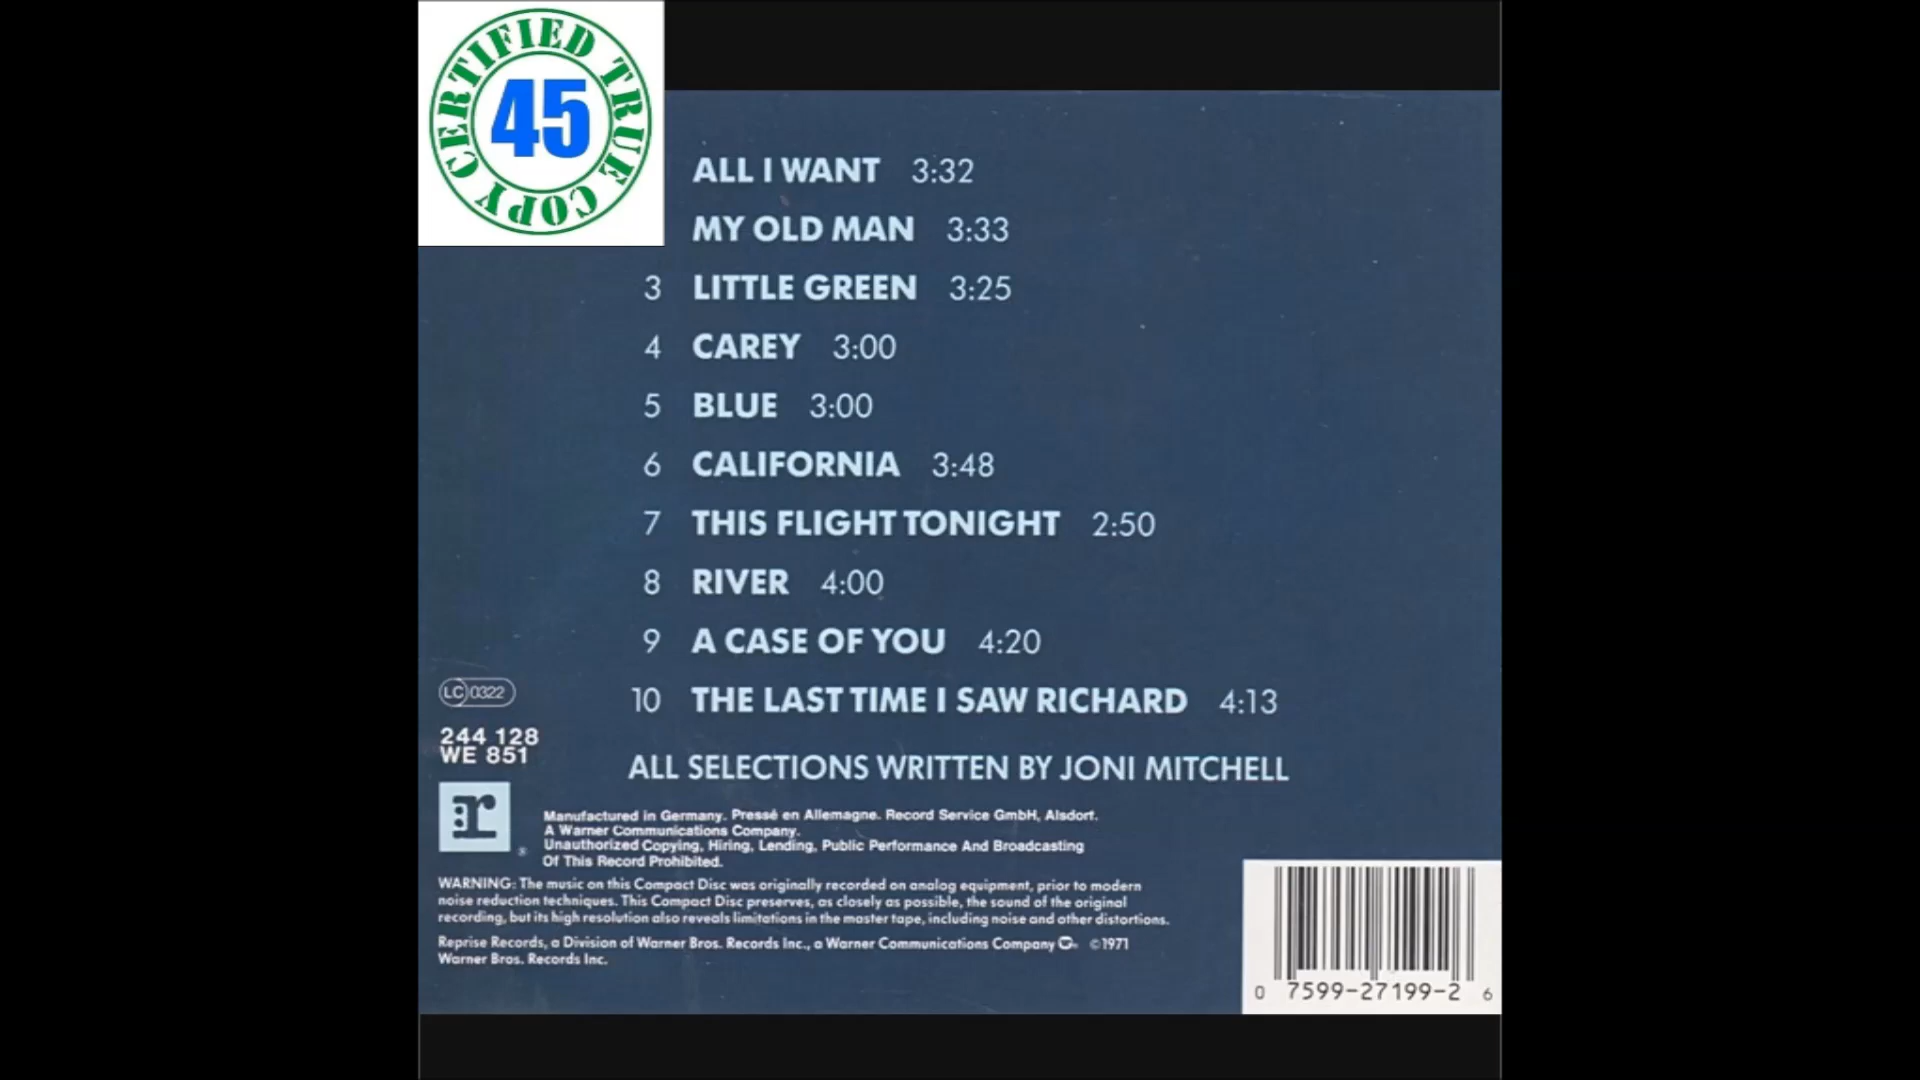 CERTIFIED TRUE COPY
45
ALL I WANT 3:32
MY OLD MAN 3:33
3 LITTLE GREEN 3:25
4 CAREY 3:00
5 BLUE 3:00
6 CALIFORNIA 3:48
7 THIS FLIGHT TONIGHT 2:50
8 RIVER 4:00
9 A CASE OF YOU 4:20
10 THE LAST TIME I SAW RICHARD 4:13
ALL SELECTIONS WRITTEN BY JONI MITCHELL
LC 0322
244 128
WE 851
r
®
Manufactured in Germany. Pressé en Allemagne. Record Service GmbH, Alsdorf.
A Warner Communications Company.
Unauthorized Copying, Hiring, Lending, Public Performance And Broadcasting
Of This Record Prohibited.
WARNING: The music on this Compact Disc was originally recorded on analog equipment, prior to modern
noise reduction techniques. This Compact Disc preserves, as closely as possible, the sound of the original
recording, but its high resolution also reveals limitations in the master tape, including noise and other distortions.
Reprise Records, a Division of Warner Bros. Records Inc., a Warner Communications Company ©1971
Warner Bros. Records Inc.
0 7599-27199-2 6